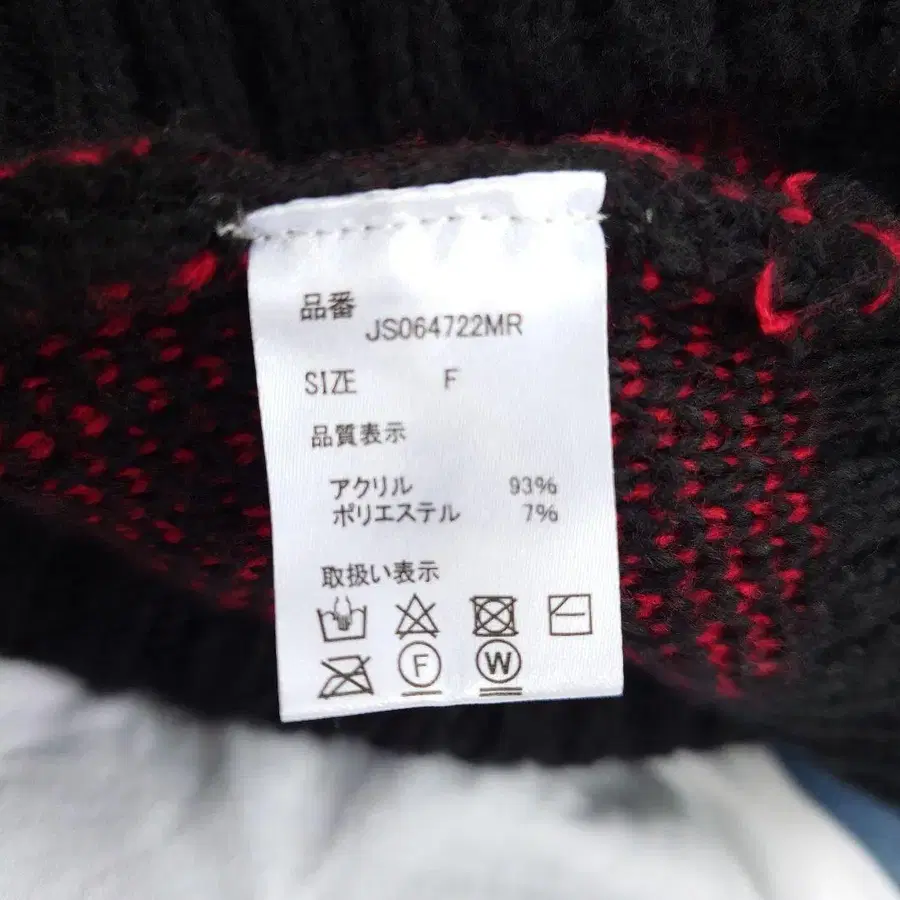 品番
JS064722MR
SIZE F
品質表示
アクリル 93%
ポリエステル 7%
取扱い表示
F W